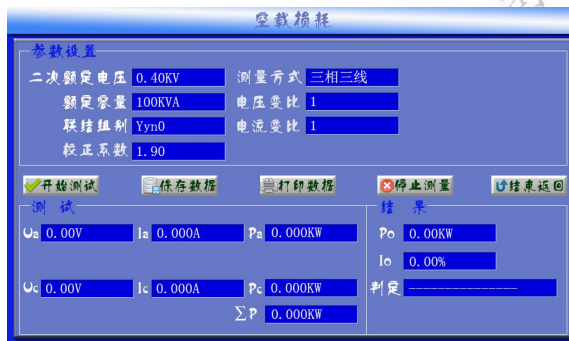 空载损耗
参数设置
二次额定电压 0.40KV 测量方式 三相三线
额定容量 100KVA 电压变比 1
联结组别 Yyn0 电流变比 1
校正系数 1.90
开始测试 保存数据 打印数据 停止测量 结束返回
测 试 结 果
Ua 0.00V Ia 0.000A Pa 0.000KW Po 0.00KW
Io 0.00%
Uc 0.00V Ic 0.000A Pc 0.000KW 判定 ---------------
∑P 0.000KW